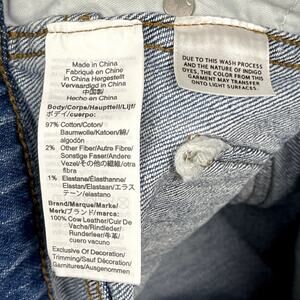 Made in China
Fabriqué en China
in China Hergestellt
Vervaardigd in China
中国製
Hecho en China
Body/Corps/Haupttell/Lijf/
ボディ/cuerpo:
97% Cotton/Coton/
Baumwolle/Katoen/綿/
algodón
2% Other Fiber/Autre Fibre/
Sonstige Faser/Andere
Vezel/その他の繊維/otra
fibra
1% Elastane/Élasthanne/
Elastan/Elastaan/エラス
テーン/elastano
Brand/Marque/Marke/
Merk/ブランド/marca:
100% Cowhide Leather/Cuir De
Vache/Rindleder/
Runderleer/牛革/
cuero vacuno
Exclusive Of Decoration/
Trimming/Sauf Décoration/
Garnitures/Ausgenommen
DUE TO THIS WASH PROCESS
AND THE NATURE OF INDIGO
DYES, THE COLOR FROM THIS
GARMENT MAY TRANSFER
ONTO LIGHT SURFACES